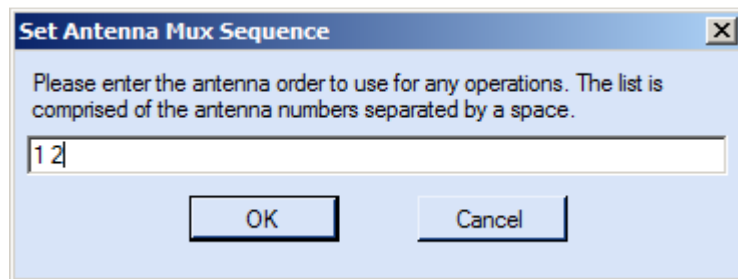 Set Antenna Mux Sequence
Please enter the antenna order to use for any operations. The list is
comprised of the antenna numbers separated by a space.
1 2
OK Cancel